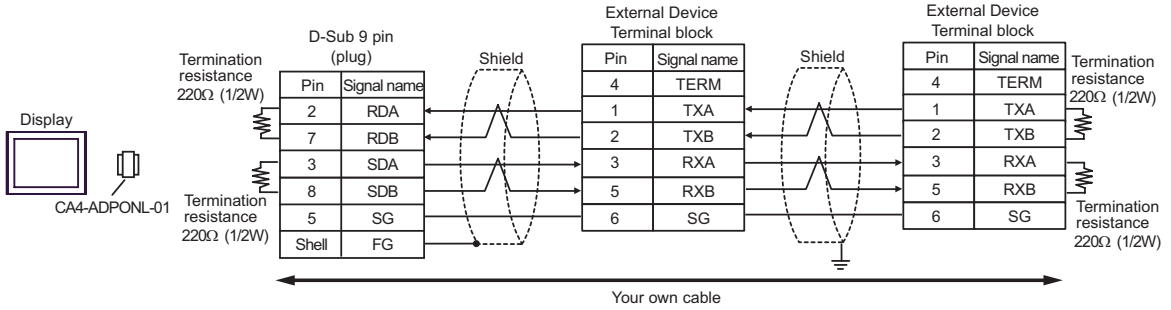 Display
CA4-ADPONL-01
Termination
resistance
220Ω (1/2W)
Termination
resistance
220Ω (1/2W)
D-Sub 9 pin
(plug)
Pin Signal name
2 RDA
7 RDB
3 SDA
8 SDB
5 SG
Shell FG
Shield
External Device
Terminal block
Pin Signal name
4 TERM
1 TXA
2 TXB
3 RXA
5 RXB
6 SG
Shield
External Device
Terminal block
Pin Signal name
4 TERM
1 TXA
2 TXB
3 RXA
5 RXB
6 SG
Termination
resistance
220Ω (1/2W)
Termination
resistance
220Ω (1/2W)
Your own cable